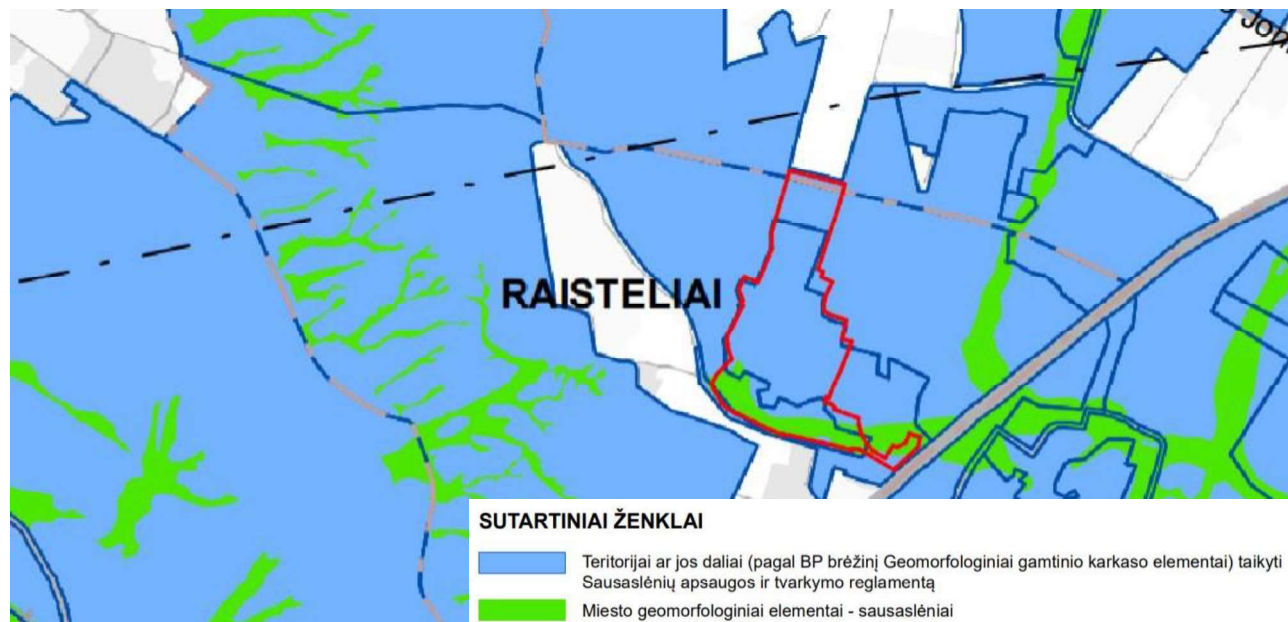 RAISTELIAI
SUTARTINIAI ŽENKLAI
Teritorijai ar jos daliai (pagal BP brėžinį Geomorfologiniai gamtinio karkaso elementai) taikyti
Sausaslėnių apsaugos ir tvarkymo reglamentą
Miesto geomorfologiniai elementai - sausaslėniai